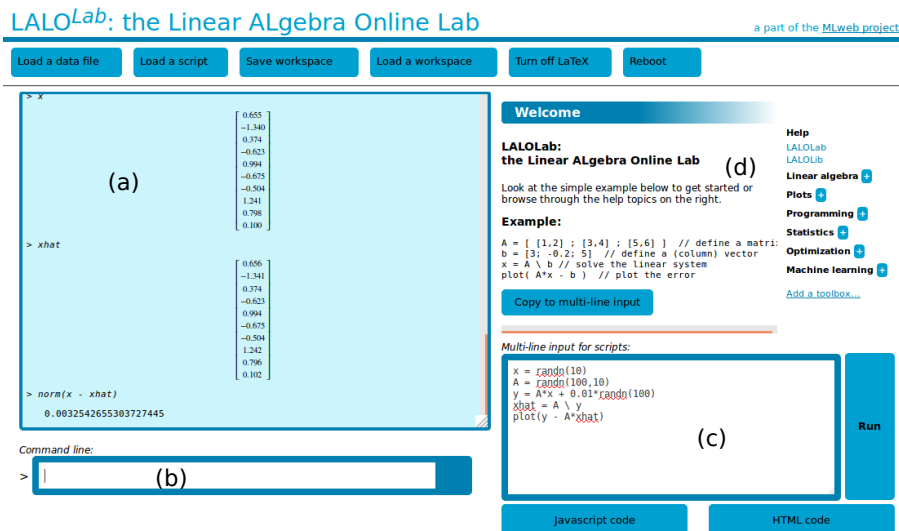 LALOLab: the Linear ALgebra Online Lab
a part of the MLweb project
Load a data file
Load a script
Save workspace
Load a workspace
Turn off LaTeX
Reboot
> x
0.655
−1.340
0.374
−0.623
0.994
−0.675
−0.504
1.241
0.798
0.100
(a)
> xhat
0.656
−1.341
0.374
−0.623
0.994
−0.675
−0.504
1.242
0.796
0.102
> norm(x - xhat)
0.0032542655303727445
Command line:
>
(b)
Welcome
LALOLab:
the Linear ALgebra Online Lab
(d)
Look at the simple example below to get started or
browse through the help topics on the right.
Example:
A = [ [1,2] ; [3,4] ; [5,6] ]  // define a matri
b = [3; -0.2; 5]  // define a (column) vector
x = A \ b // solve the linear system
plot( A*x - b )  // plot the error
Copy to multi-line input
Help
LALOLab
LALOLib
Linear algebra +
Plots +
Programming +
Statistics +
Optimization +
Machine learning +
Add a toolbox...
Multi-line input for scripts:
x = randn(10)
A = randn(100,10)
y = A*x + 0.01*randn(100)
xhat = A \ y
plot(y - A*xhat)
(c)
Run
Javascript code
HTML code